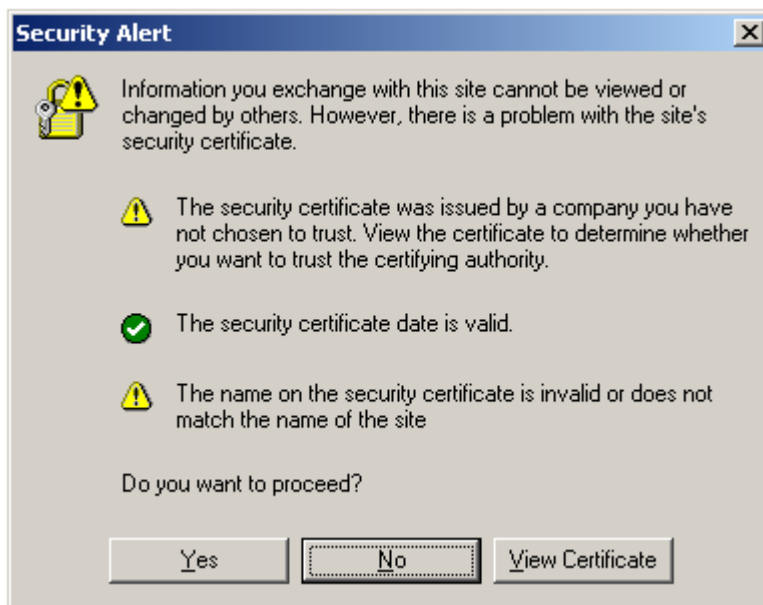 Security Alert
Information you exchange with this site cannot be viewed or
changed by others. However, there is a problem with the site's
security certificate.
The security certificate was issued by a company you have
not chosen to trust. View the certificate to determine whether
you want to trust the certifying authority.
The security certificate date is valid.
The name on the security certificate is invalid or does not
match the name of the site
Do you want to proceed?
Yes No View Certificate